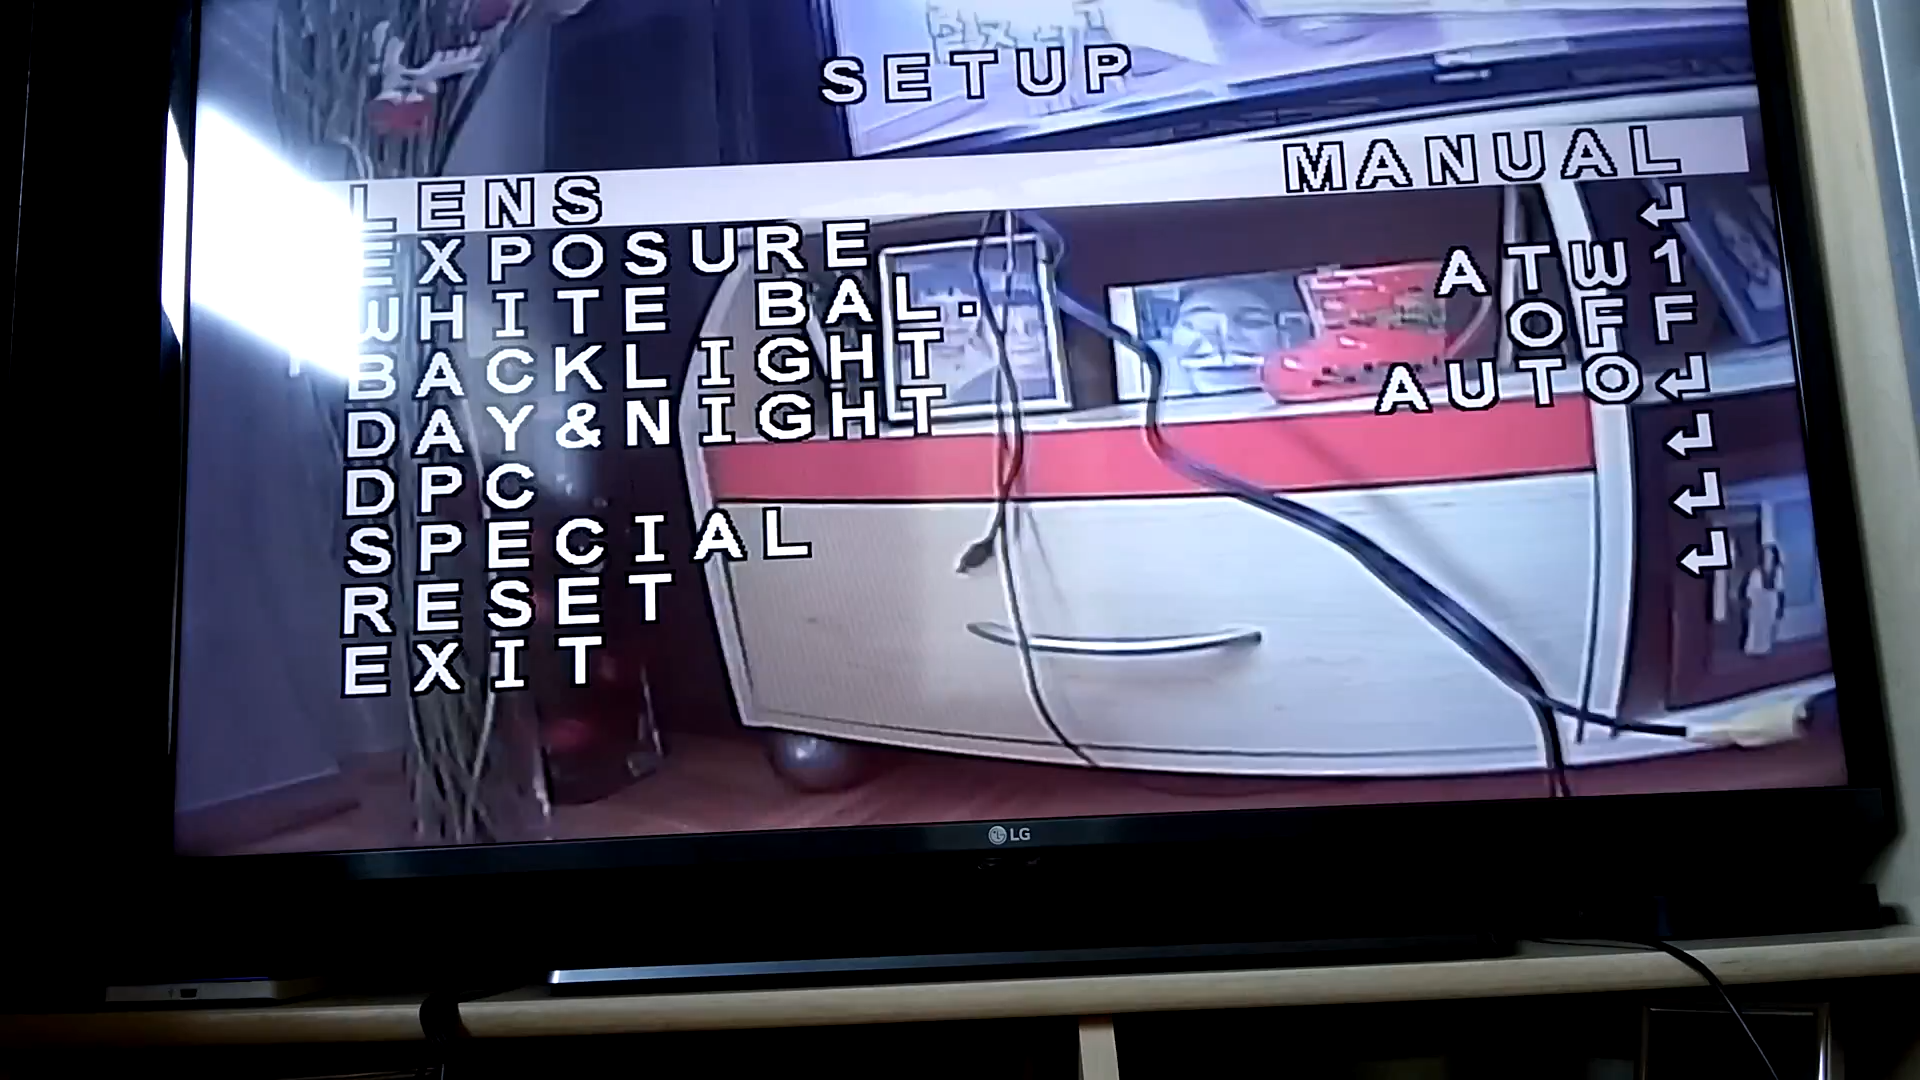 SETUP
LENS MANUAL
EXPOSURE ↵
WHITE BAL. ATW1
BACKLIGHT OFF
DAY&NIGHT AUTO↵
DPC ↵
SPECIAL ↵
RESET ↵
EXIT
LG